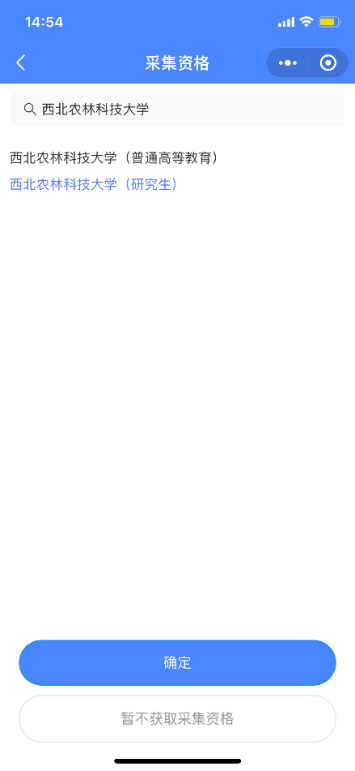 14:54
采集资格
西北农林科技大学
西北农林科技大学（普通高等教育）
西北农林科技大学（研究生）
确定
暂不获取采集资格